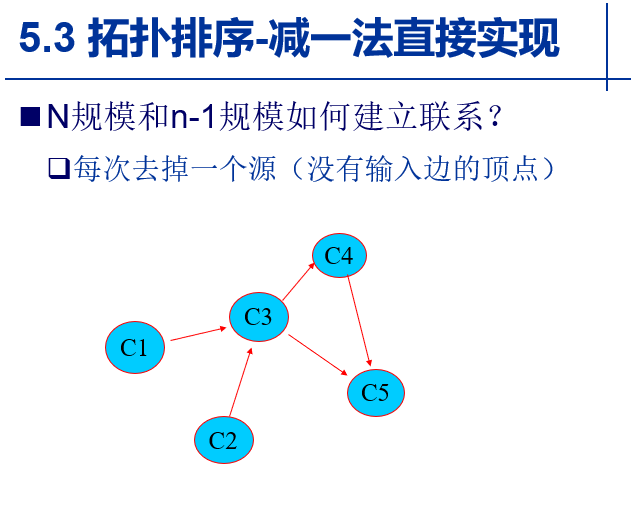 5.3 拓扑排序-减一法直接实现
N规模和n-1规模如何建立联系？
每次去掉一个源（没有输入边的顶点）
C4
C3
C1
C5
C2